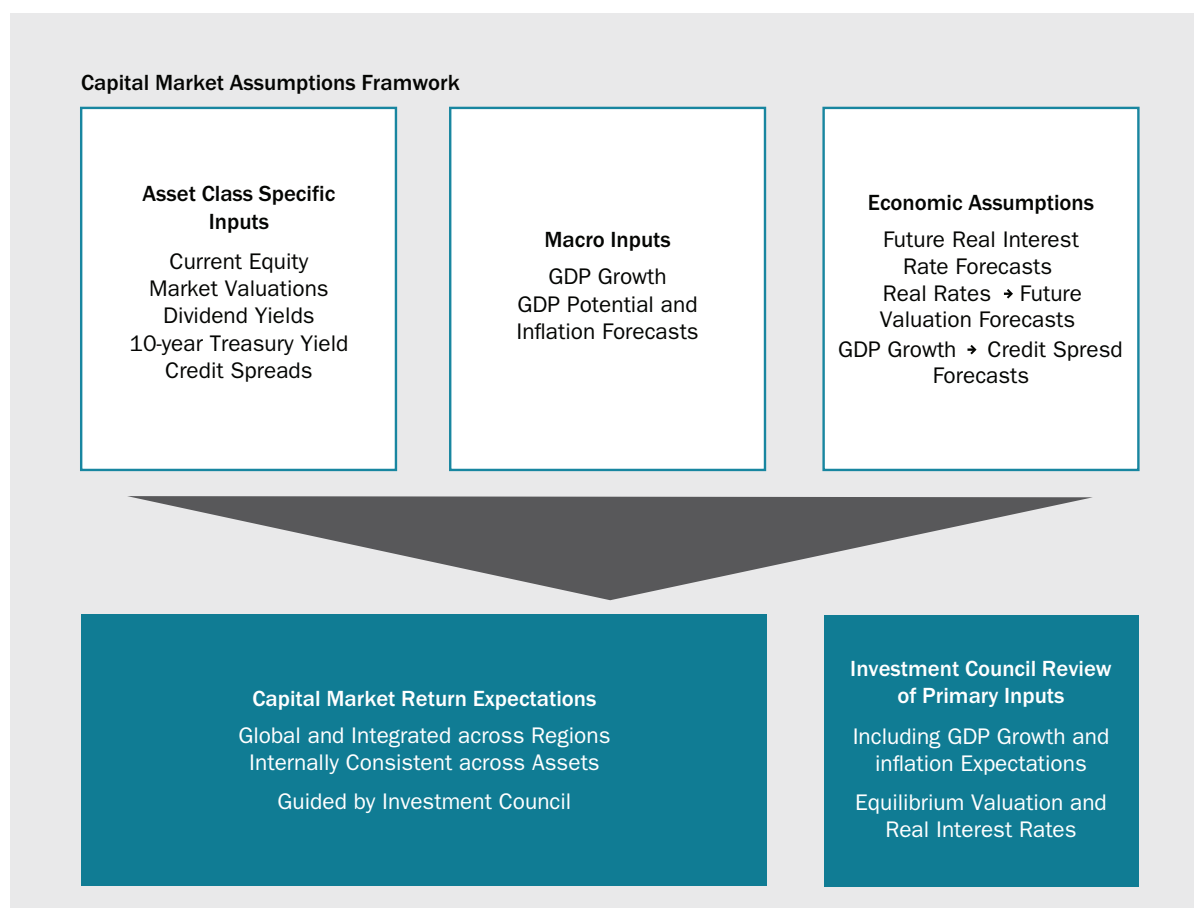 Capital Market Assumptions Framwork
Asset Class Specific
Inputs
Current Equity
Market Valuations
Dividend Yields
10-year Treasury Yield
Credit Spreads
Macro Inputs
GDP Growth
GDP Potential and
Inflation Forecasts
Economic Assumptions
Future Real Interest
Rate Forecasts
Real Rates → Future
Valuation Forecasts
GDP Growth → Credit Spresd
Forecasts
Capital Market Return Expectations
Global and Integrated across Regions
Internally Consistent across Assets
Guided by Investment Council
Investment Council Review
of Primary Inputs
Including GDP Growth and
inflation Expectations
Equilibrium Valuation and
Real Interest Rates